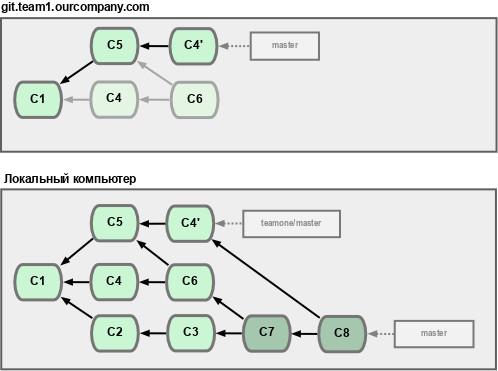 git.team1.ourcompany.com
C5
C4'
master
C1
C4
C6
Локальный компьютер
C5
C4'
teamone/master
C1
C4
C6
C2
C3
C7
C8
master